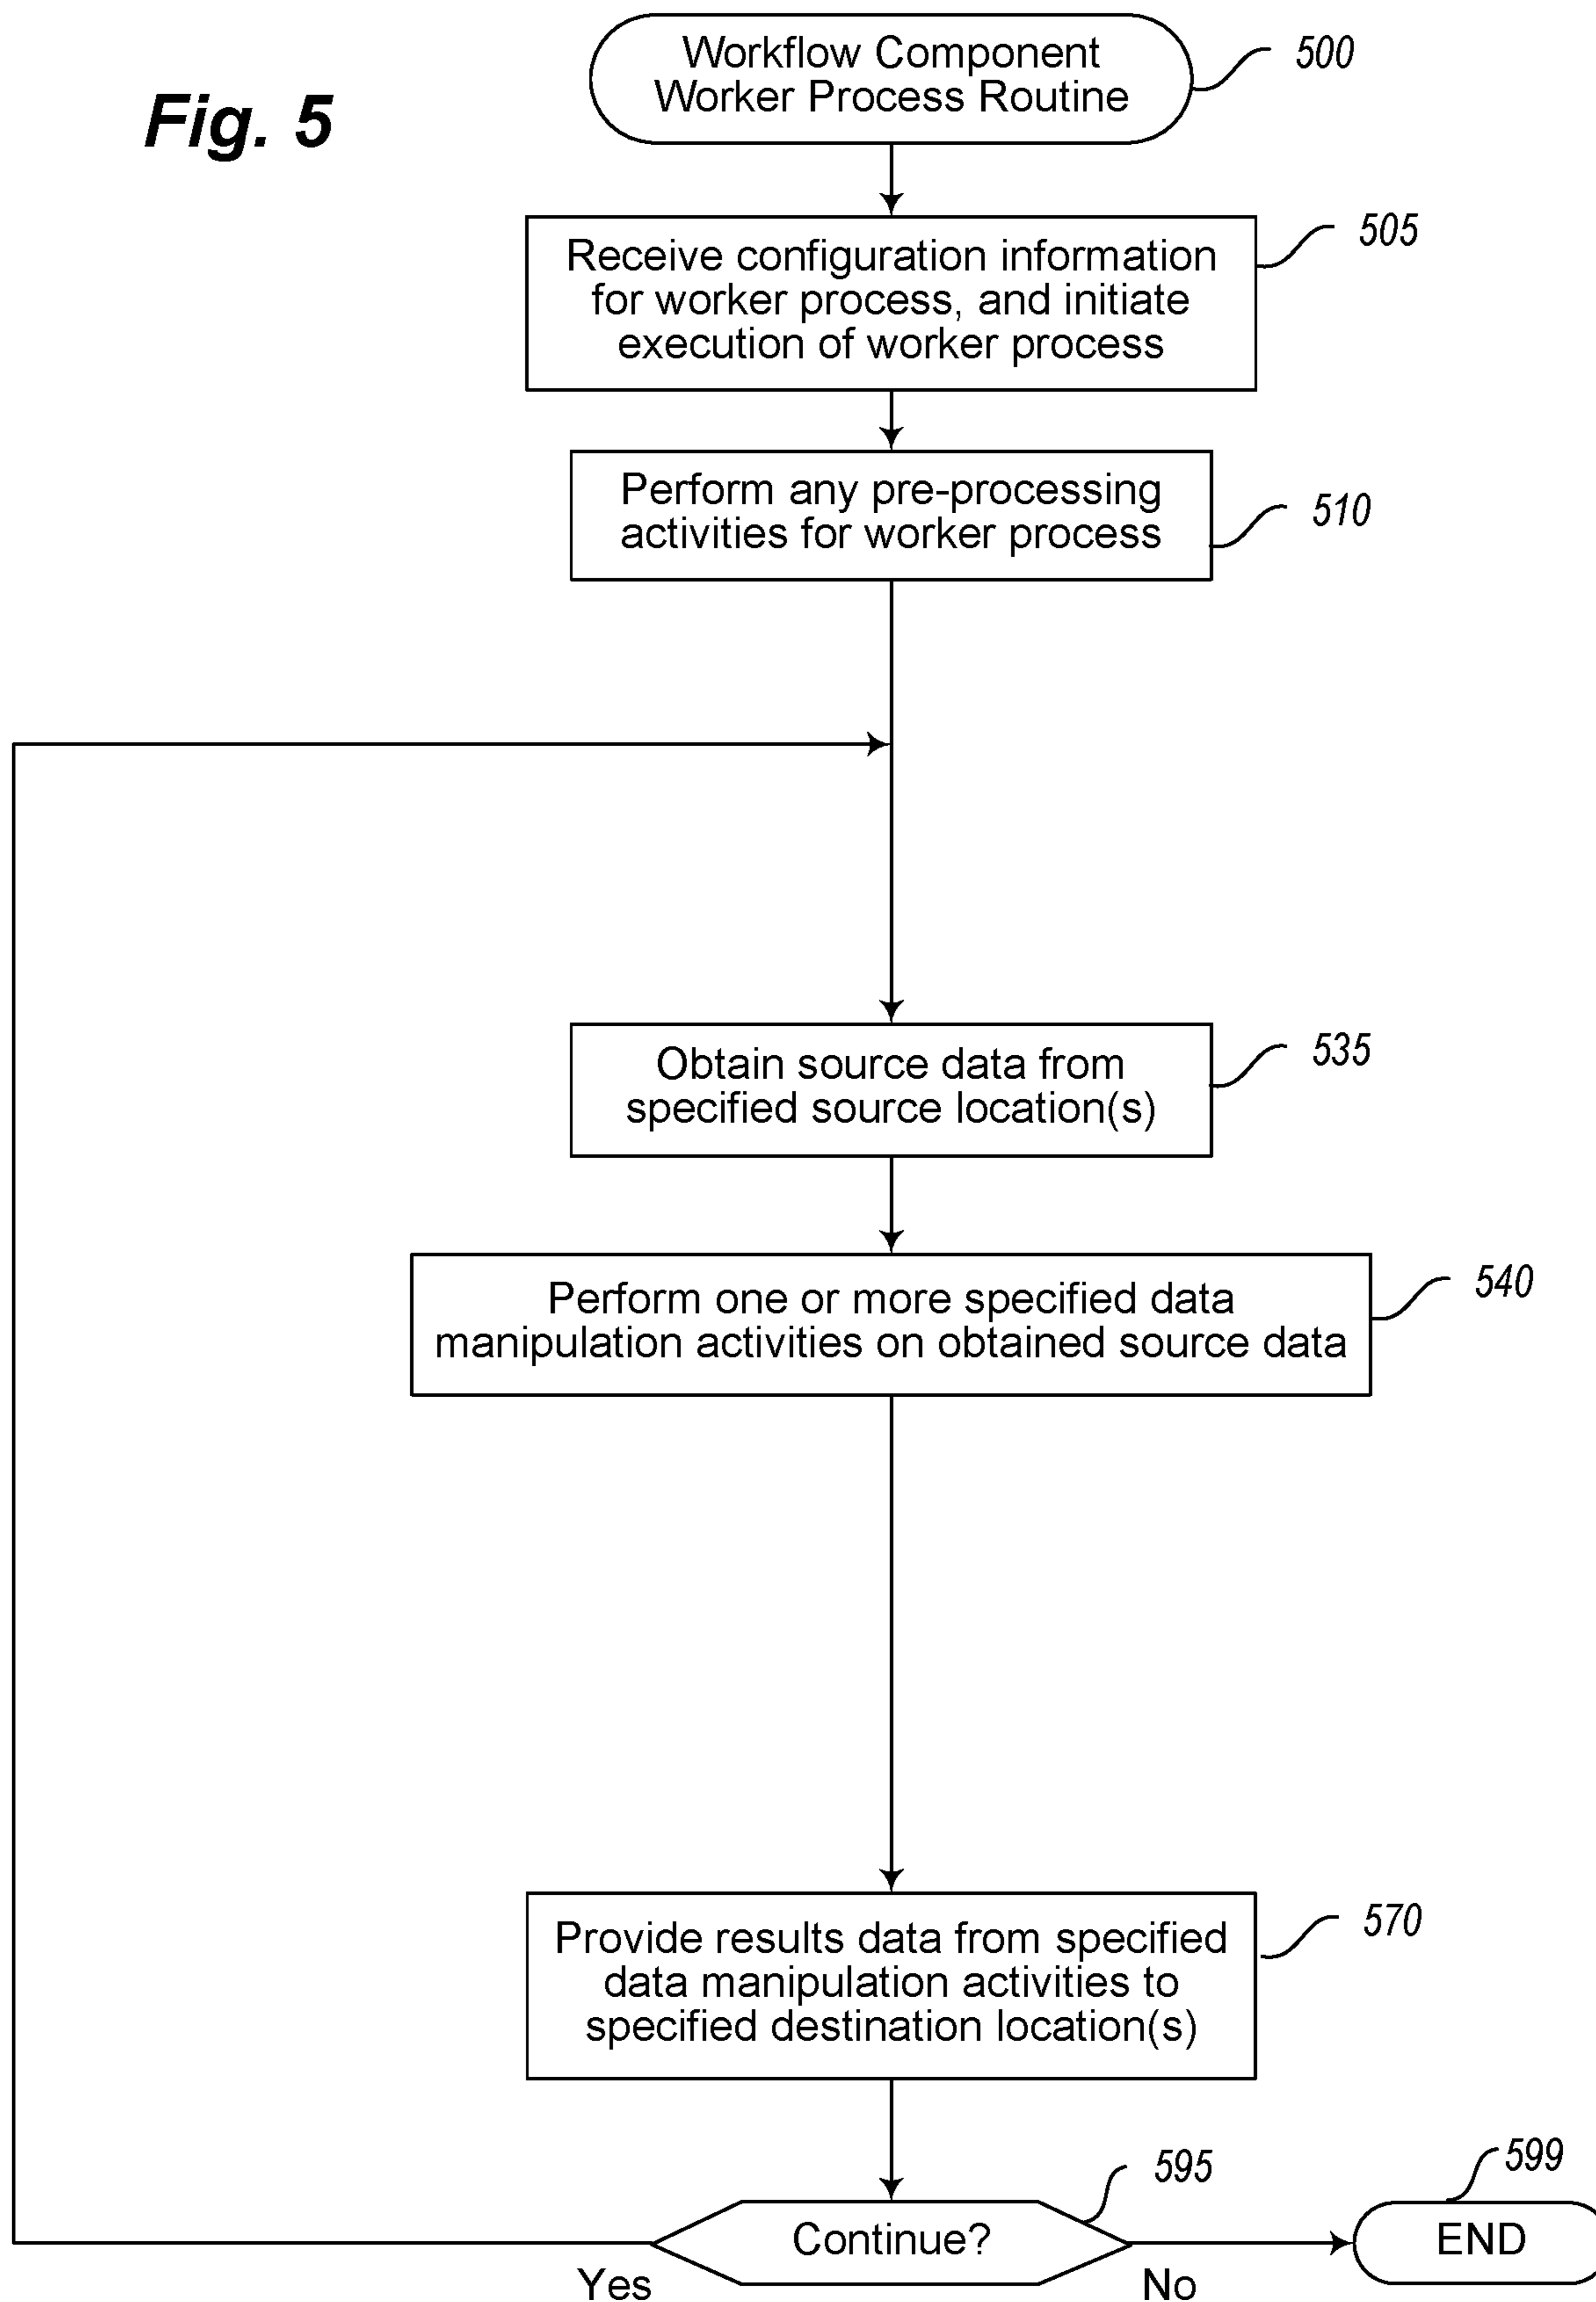 Fig. 5
Workflow Component
Worker Process Routine
500
Receive configuration information
for worker process, and initiate
execution of worker process
505
Perform any pre-processing
activities for worker process
510
Obtain source data from
specified source location(s)
535
Perform one or more specified data
manipulation activities on obtained source data
540
Provide results data from specified
data manipulation activities to
specified destination location(s)
570
Continue?
595
Yes
No
END
599